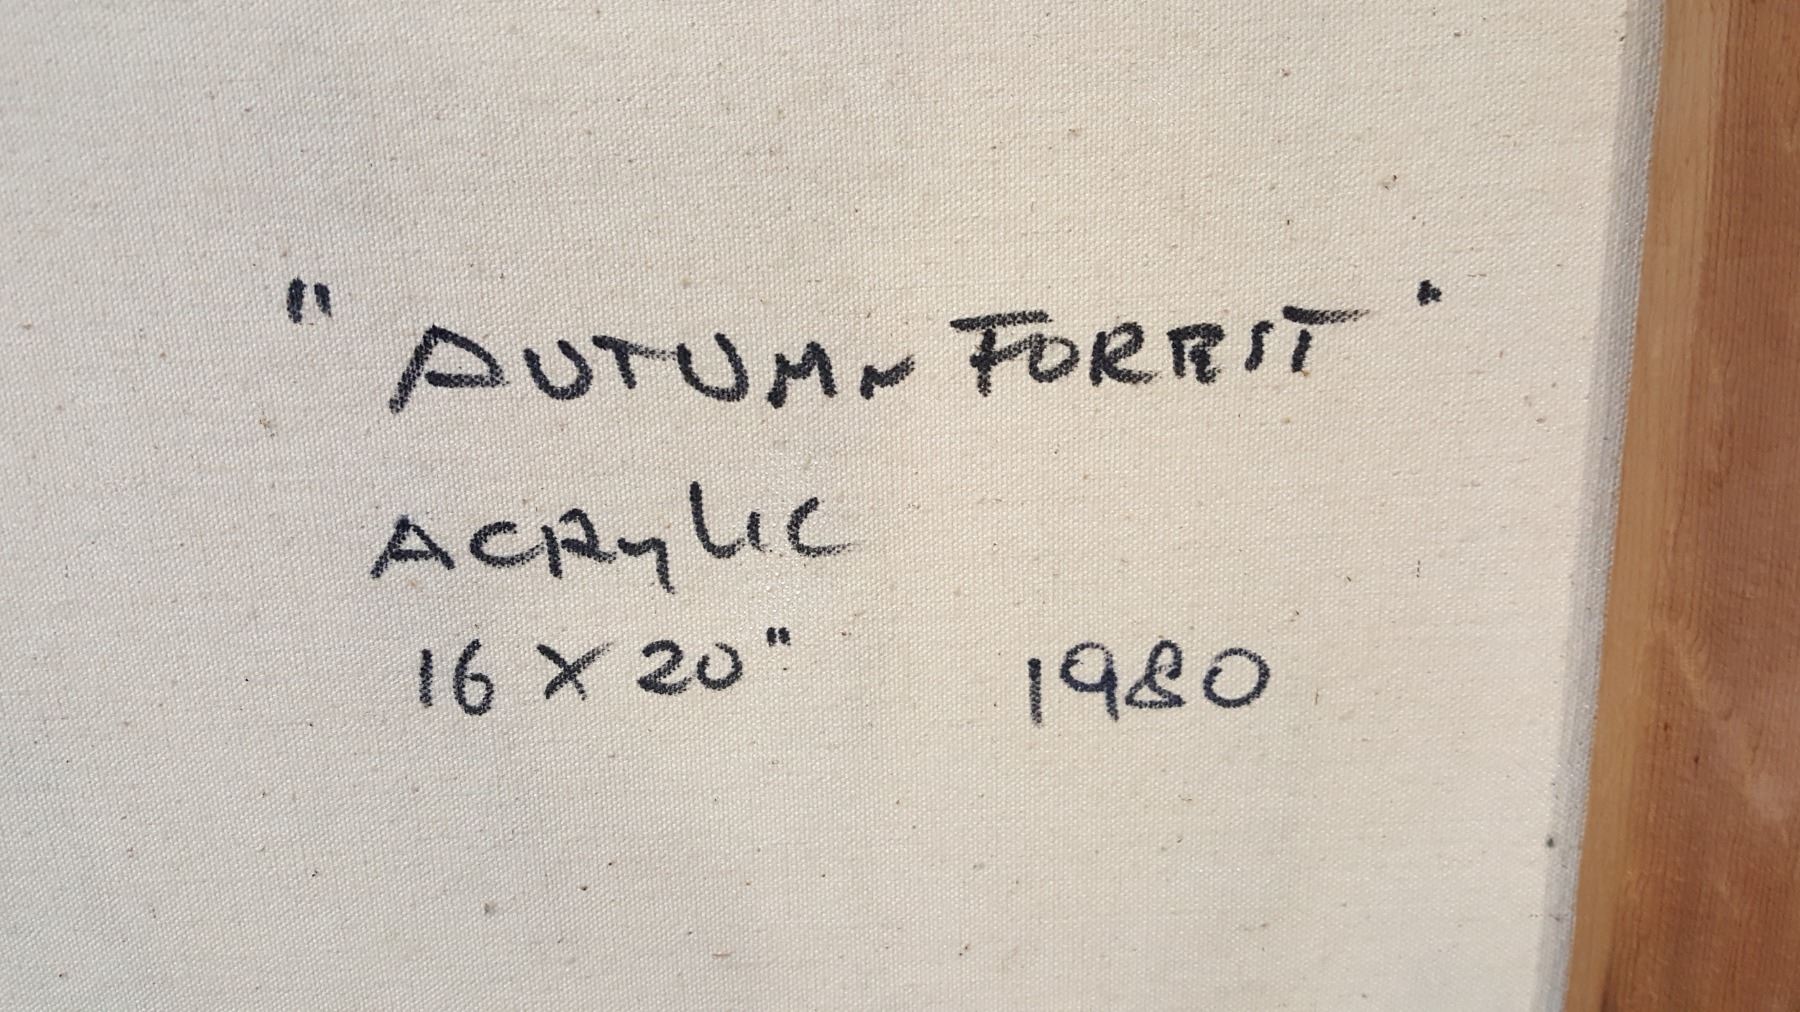 "AUTUMN FOREST"
ACRYLIC
16 X 20" 1980